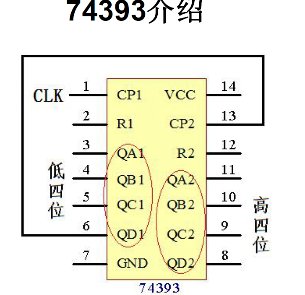 74393介绍
CLK 1 CP1 VCC 14
2 R1 CP2 13
3 QA1 R2 12
4 QB1 QA2 11
5 QC1 QB2 10
6 QD1 QC2 9
7 GND QD2 8
低四位
高四位
74393